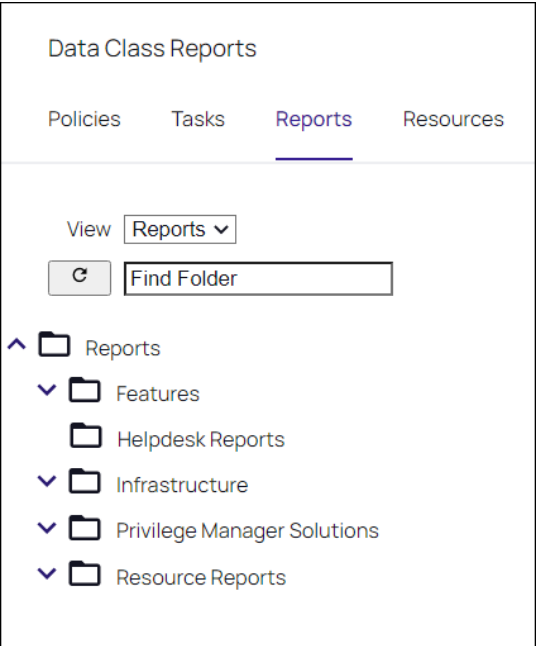 Data Class Reports
Policies Tasks Reports Resources
View Reports
Find Folder
Reports
Features
Helpdesk Reports
Infrastructure
Privilege Manager Solutions
Resource Reports